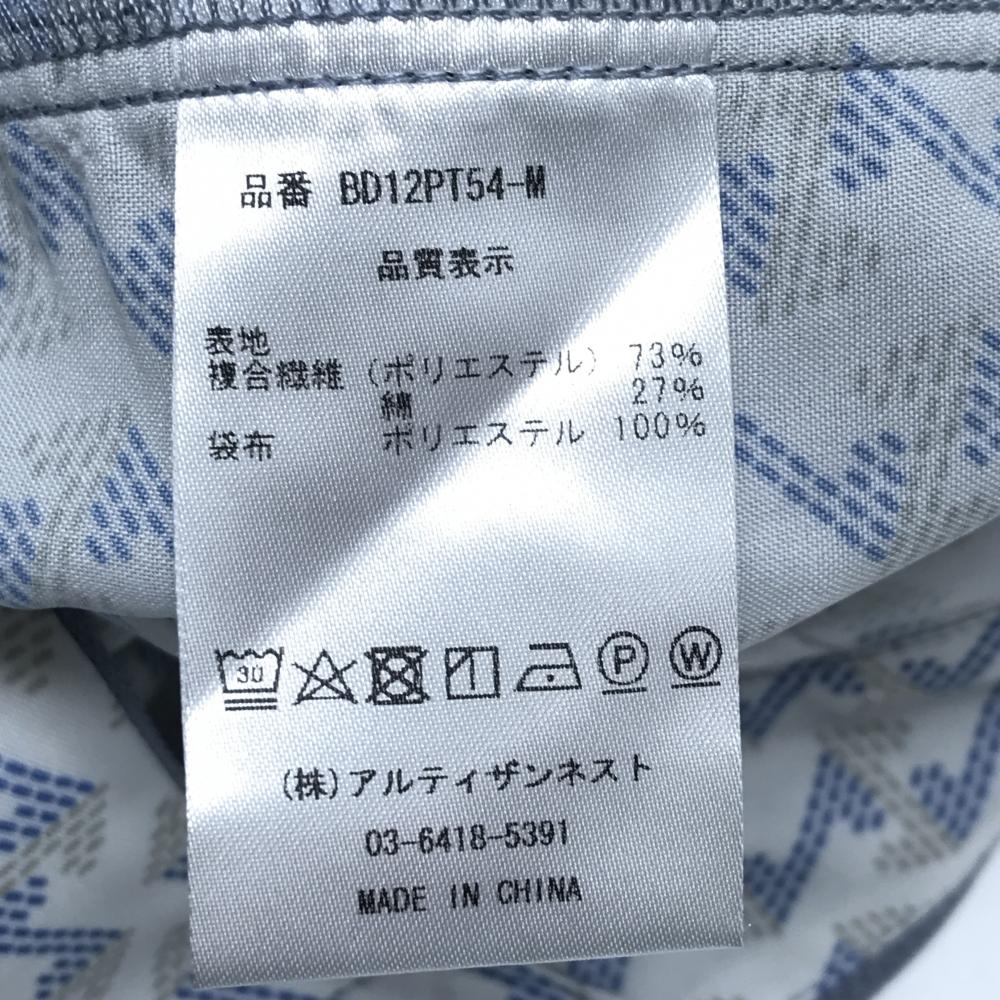 品番 BD12PT54-M
品質表示
表地
複合繊維 (ポリエステル) 73%
綿 27%
袋布 ポリエステル 100%
30 P W
(株)アルティザンネスト
03-6418-5391
MADE IN CHINA